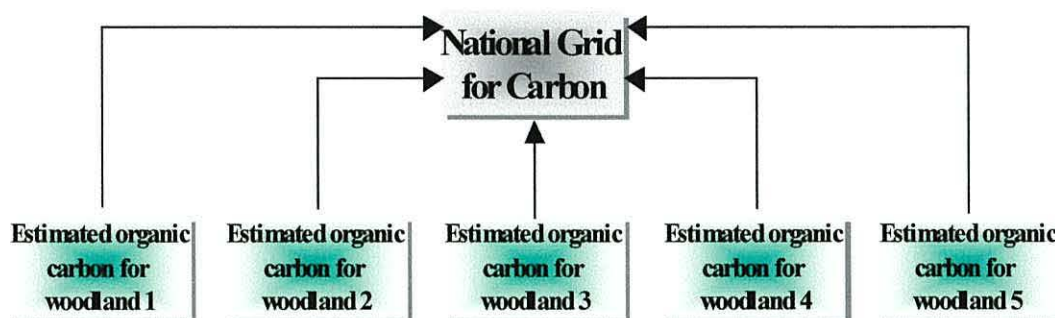 National Grid
for Carbon
Estimated organic
carbon for
woodland 1
Estimated organic
carbon for
woodland 2
Estimated organic
carbon for
woodland 3
Estimated organic
carbon for
woodland 4
Estimated organic
carbon for
woodland 5